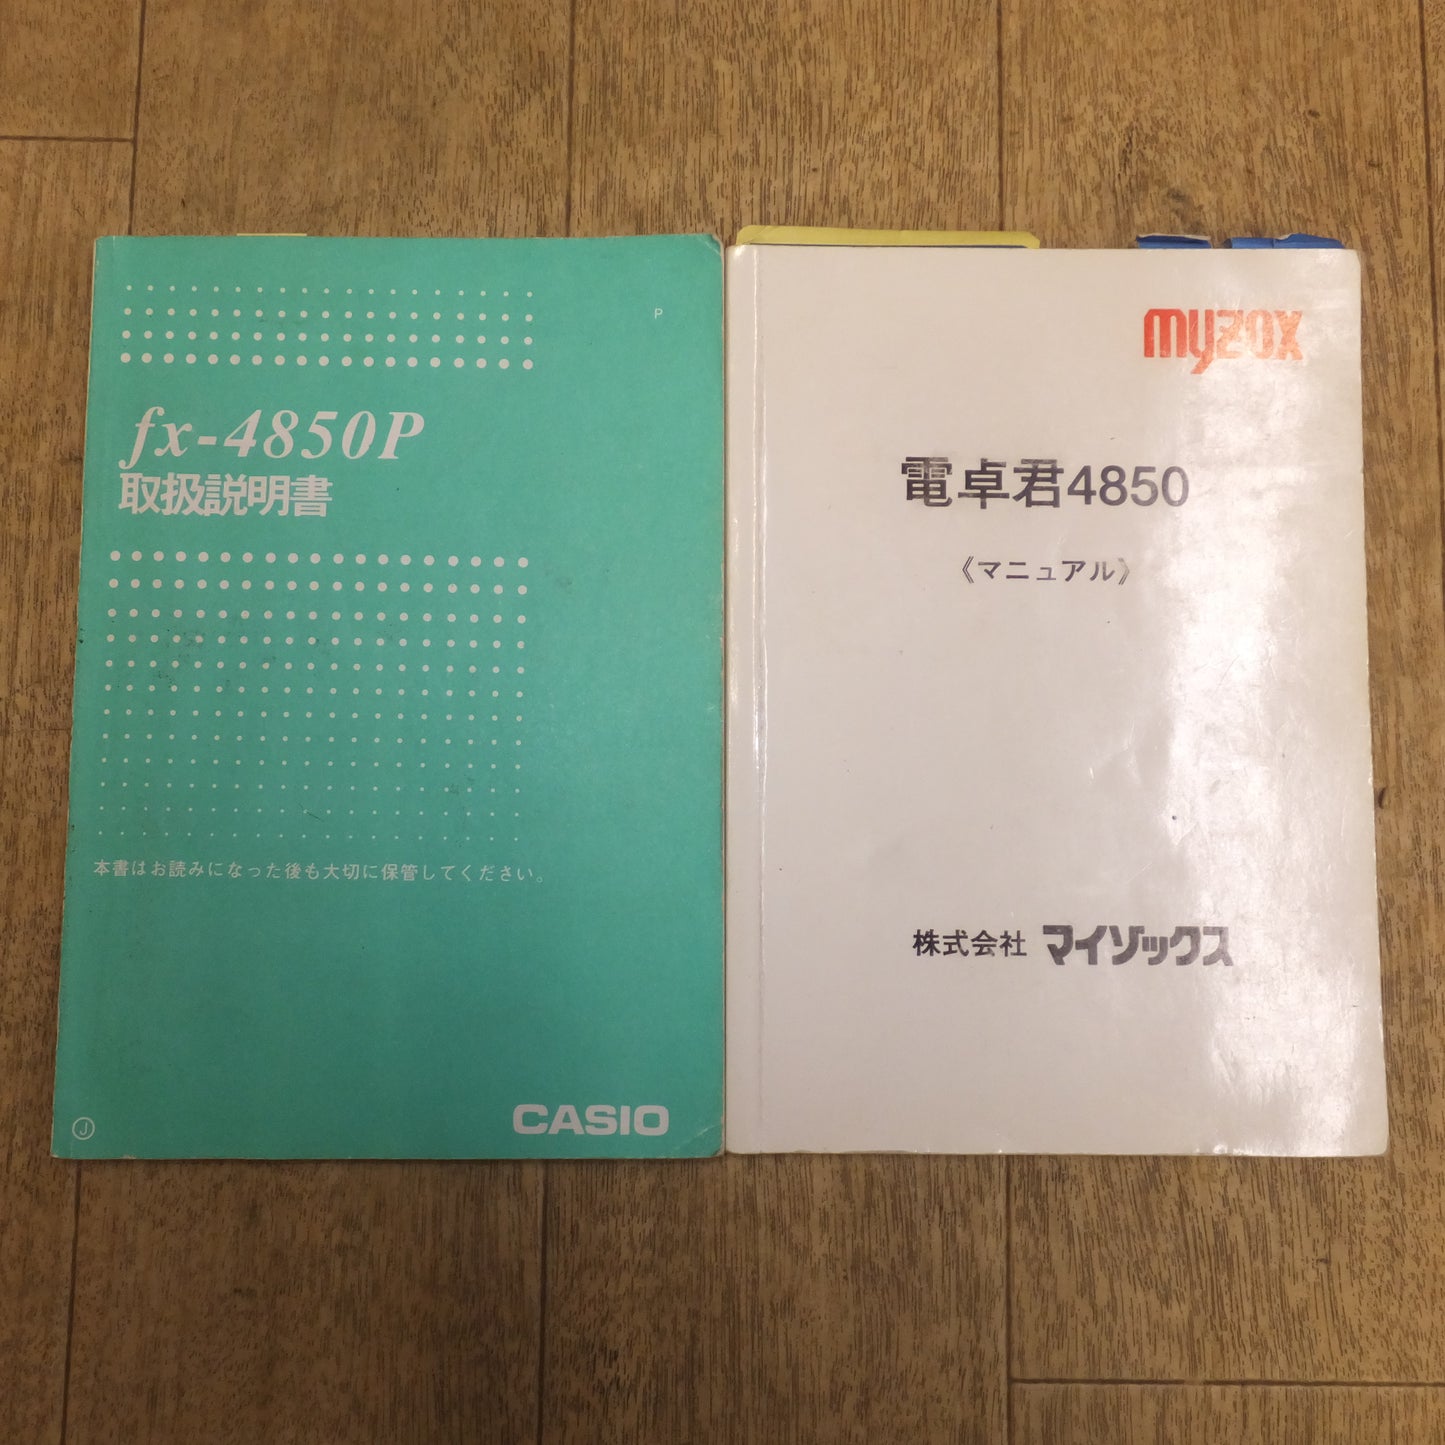 P
fx-4850P
取扱説明書
本書はお読みになった後も大切に保管してください。
J
CASIO
myzox
電卓君4850
《マニュアル》
株式会社 マイゾックス